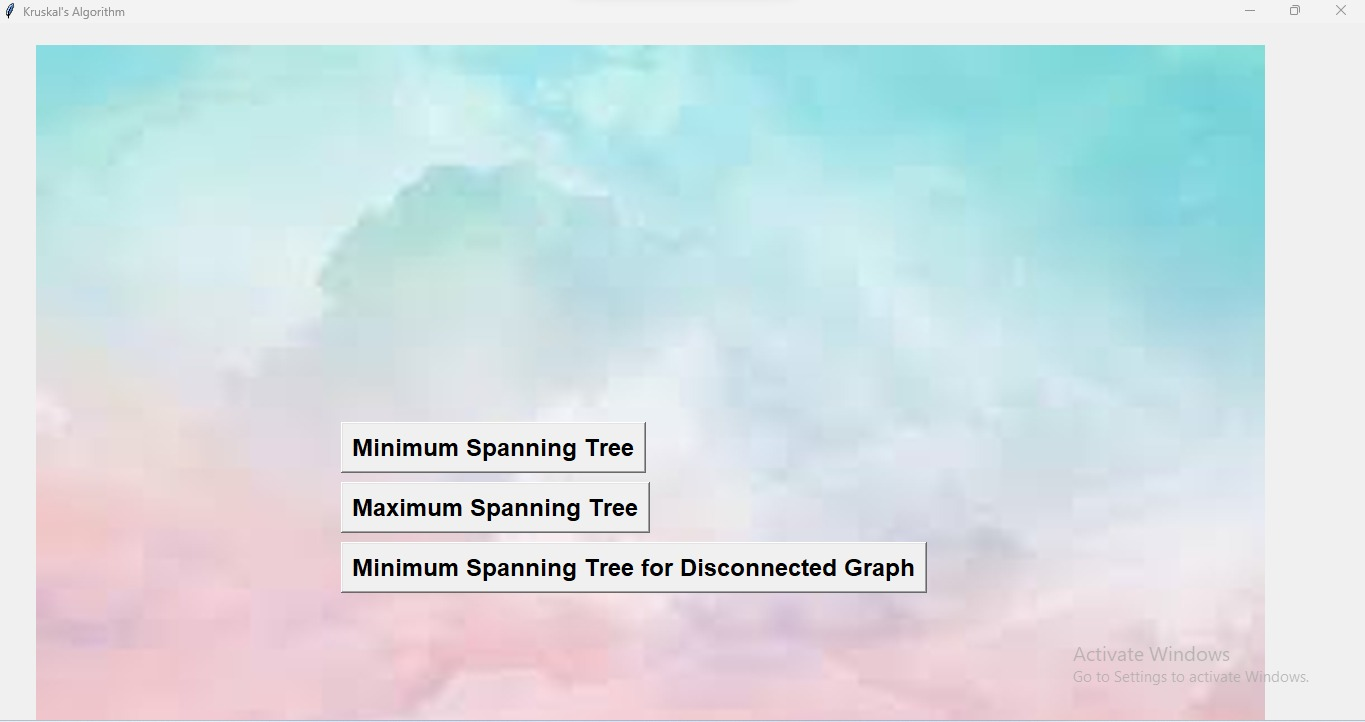 Kruskal's Algorithm
Minimum Spanning Tree
Maximum Spanning Tree
Minimum Spanning Tree for Disconnected Graph
Activate Windows
Go to Settings to activate Windows.